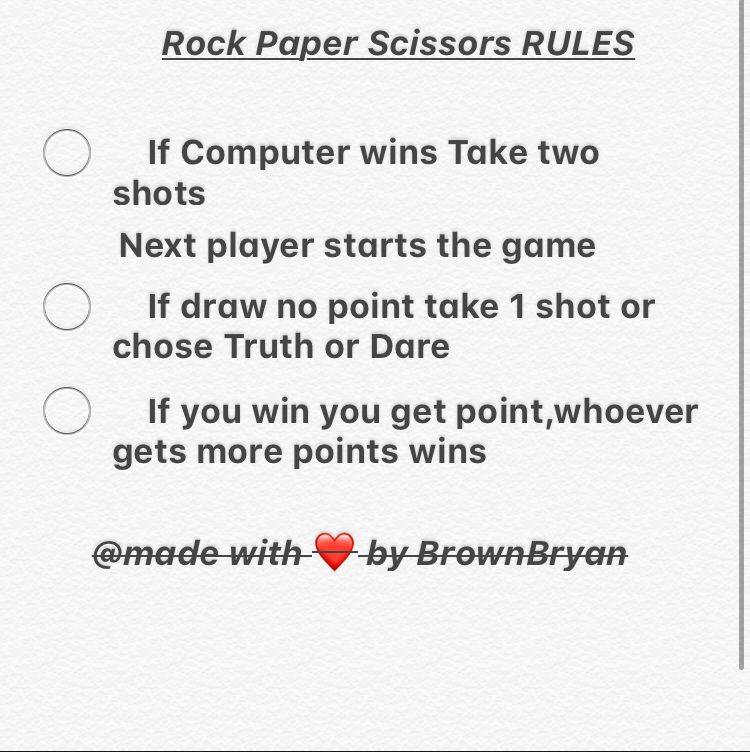 Rock Paper Scissors RULES
If Computer wins Take two
shots
Next player starts the game
If draw no point take 1 shot or
chose Truth or Dare
If you win you get point,whoever
gets more points wins
@made with ❤️ by BrownBryan